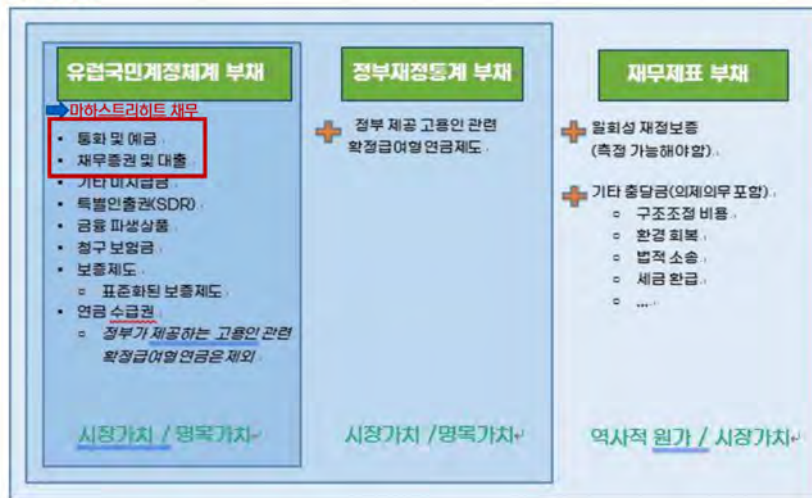 유럽국민계정체계 부채
마하스트리히트 채무
• 통화 및 예금
• 채무증권 및 대출
• 기타 미지급금
• 특별인출권(SDR)
• 금융 파생상품
• 청구 보험금
• 보증제도
▫ 표준화된 보증제도
• 연금 수급권
▫ 정부가 제공하는 고용인 관련
확정급여형 연금은 제외
시장가치 / 명목가치
정부재정통계 부채
정부 제공 고용인 관련
확정급여형 연금제도
시장가치 /명목가치
재무제표 부채
일회성 재정보증
(측정 가능해야 함)
기타 충당금(의제의무 포함)
▫ 구조조정 비용
▫ 환경 회복
▫ 법적 소송
▫ 세금 환급
▫ ...
역사적 원가 / 시장가치